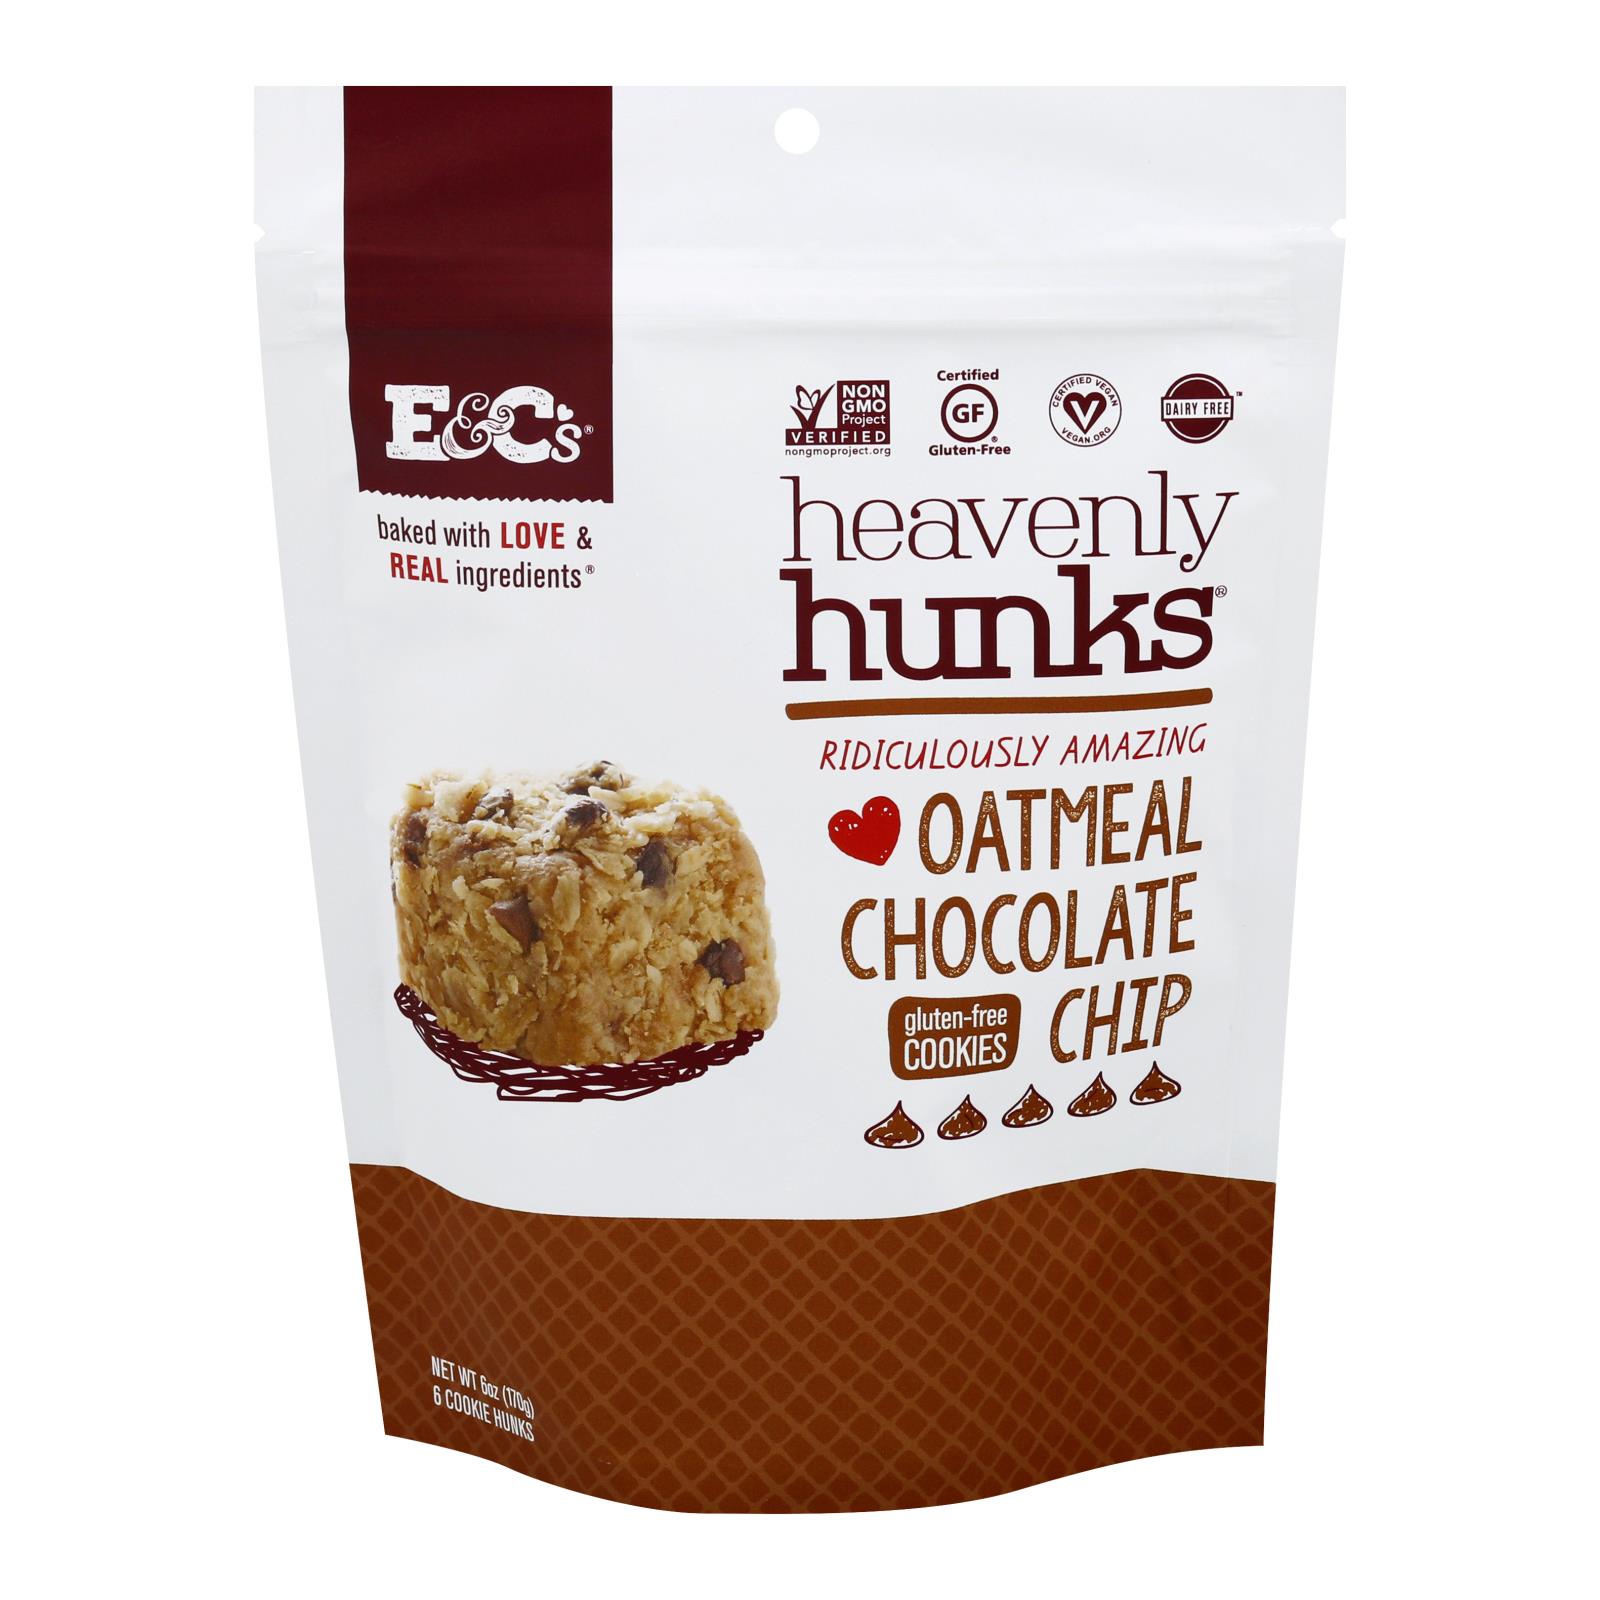 E&C's®
baked with LOVE &
REAL ingredients®
NON
GMO
Project
VERIFIED
nongmoproject.org
Certified
GF
®
Gluten-Free
CERTIFIED VEGAN
V
VEGAN.ORG
DAIRY FREE™
heavenly
hunks®
RIDICULOUSLY AMAZING
OATMEAL
CHOCOLATE
CHIP
gluten-free
COOKIES
NET WT 6oz (170g)
6 COOKIE HUNKS